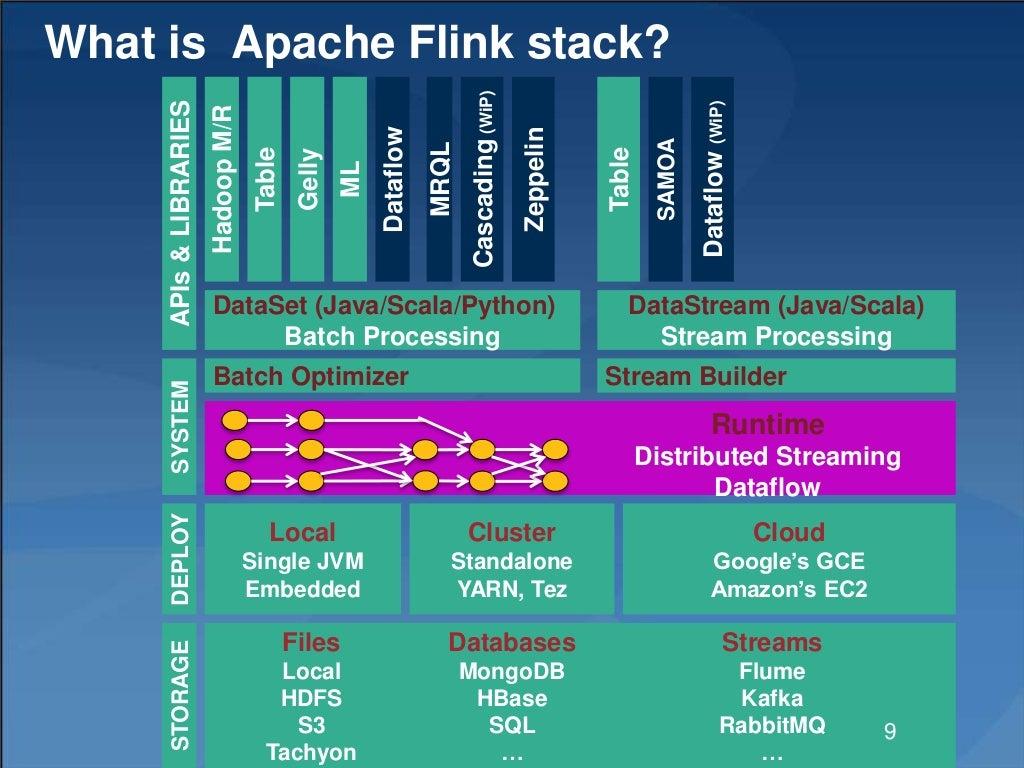 What is  Apache Flink stack?
APIs & LIBRARIES
Hadoop M/R
Table
Gelly
ML
Dataflow
MRQL
Cascading (WiP)
Zeppelin
Table
SAMOA
Dataflow (WiP)
DataSet (Java/Scala/Python)
Batch Processing
DataStream (Java/Scala)
Stream Processing
SYSTEM
Batch Optimizer
Stream Builder
Runtime
Distributed Streaming
Dataflow
DEPLOY
Local
Single JVM
Embedded
Cluster
Standalone
YARN, Tez
Cloud
Google’s GCE
Amazon’s EC2
STORAGE
Files
Local
HDFS
S3
Tachyon
Databases
MongoDB
HBase
SQL
…
Streams
Flume
Kafka
RabbitMQ
…
9